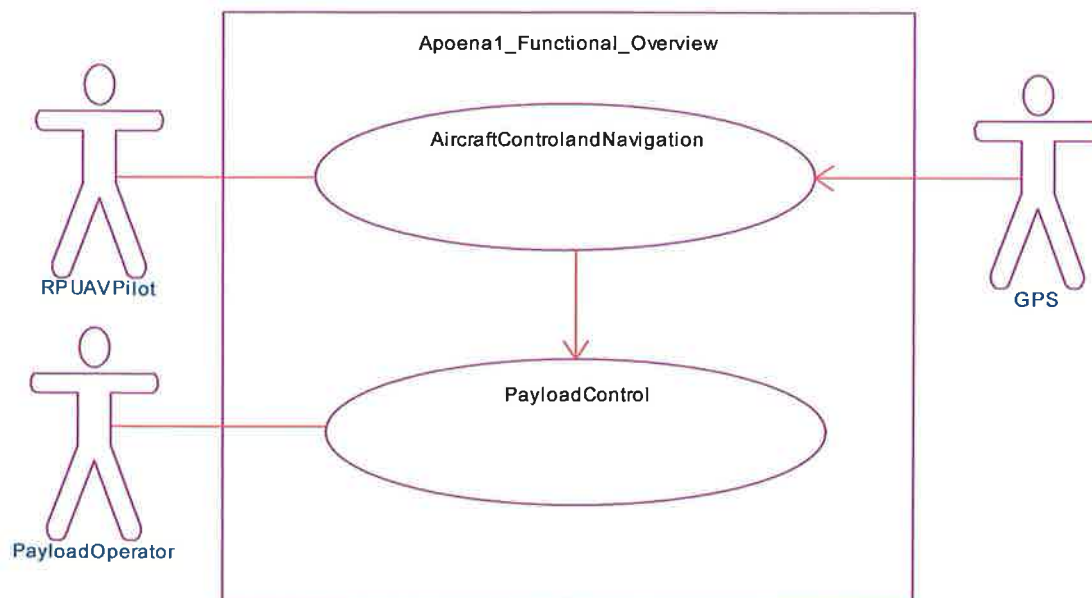 Apoena1_Functional_Overview
AircraftControlandNavigation
RPUAVPilot
GPS
PayloadControl
PayloadOperator